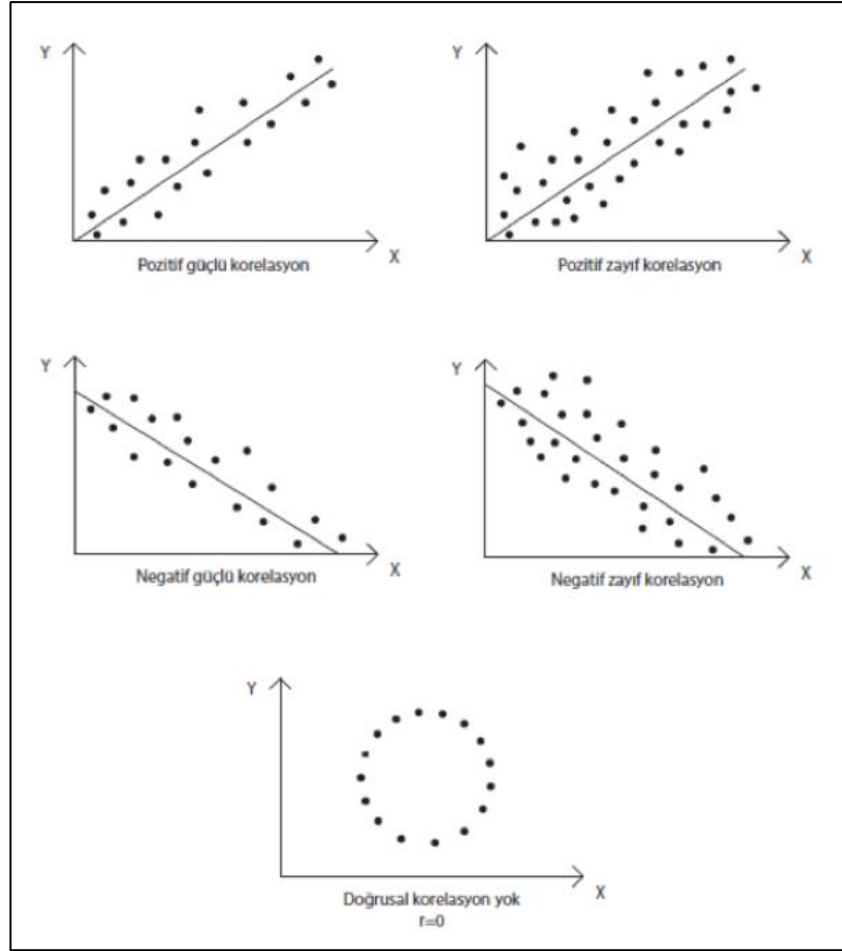 Y
X
Pozitif güçlü korelasyon
Y
X
Pozitif zayıf korelasyon
Y
X
Negatif güçlü korelasyon
Y
X
Negatif zayıf korelasyon
Y
X
Doğrusal korelasyon yok
r=0